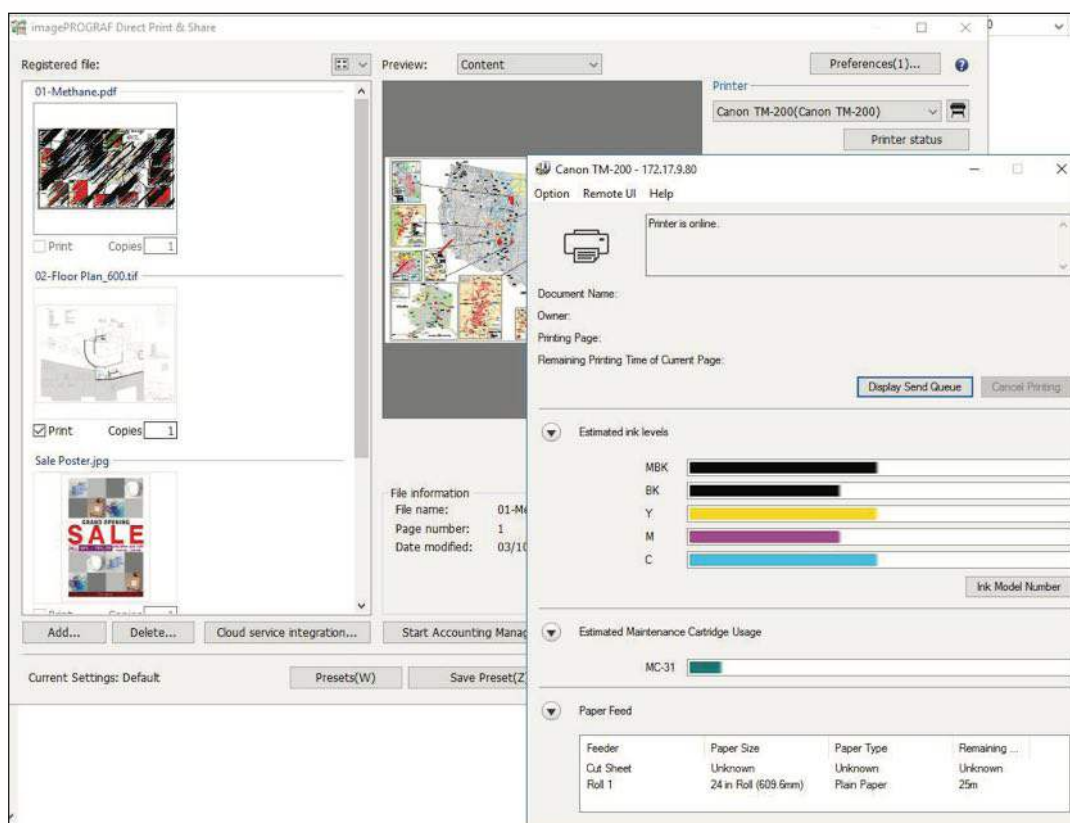 imagePROGRAF Direct Print & Share
Registered file:
Preview: Content
Preferences(1)...
Printer
Canon TM-200(Canon TM-200)
Printer status
01-Methane.pdf
Print Copies 1
02-Floor Plan_600.tif
Print Copies 1
Sale Poster.jpg
GRAND OPENING
SALE
File information
File name: 01-Me
Page number: 1
Date modified: 03/10
Add... Delete... Cloud service integration... Start Accounting Manag
Current Settings: Default Presets(W) Save Preset(Z
Canon TM-200 - 172.17.9.80
Option Remote UI Help
Printer is online.
Document Name:
Owner:
Printing Page:
Remaining Printing Time of Current Page:
Display Send Queue Cancel Printing
Estimated ink levels
MBK
BK
Y
M
C
Ink Model Number
Estimated Maintenance Cartridge Usage
MC-31
Paper Feed
Feeder Paper Size Paper Type Remaining ...
Cut Sheet Unknown Unknown Unknown
Roll 1 24 in Roll (609.6mm) Plain Paper 25m